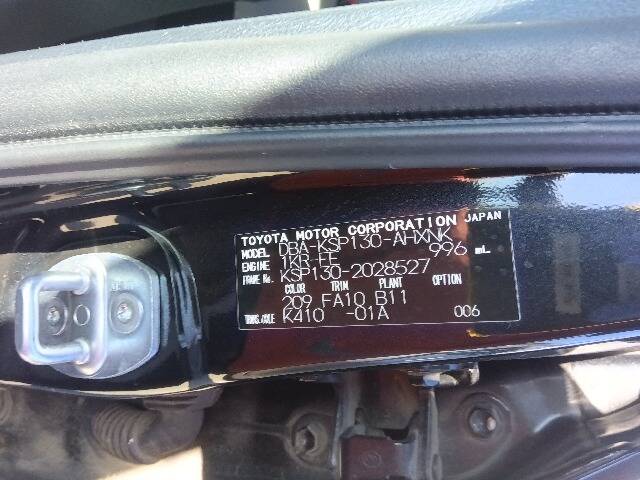 TOYOTA MOTOR CORPORATION JAPAN
MODEL DBA-KSP130-AHXNK
ENGINE 1KR-FE 996 mL
FRAME No. KSP130-2028527
COLOR TRIM PLANT OPTION
209 FA10 B11
TRANS./AXLE K410 -01A 006